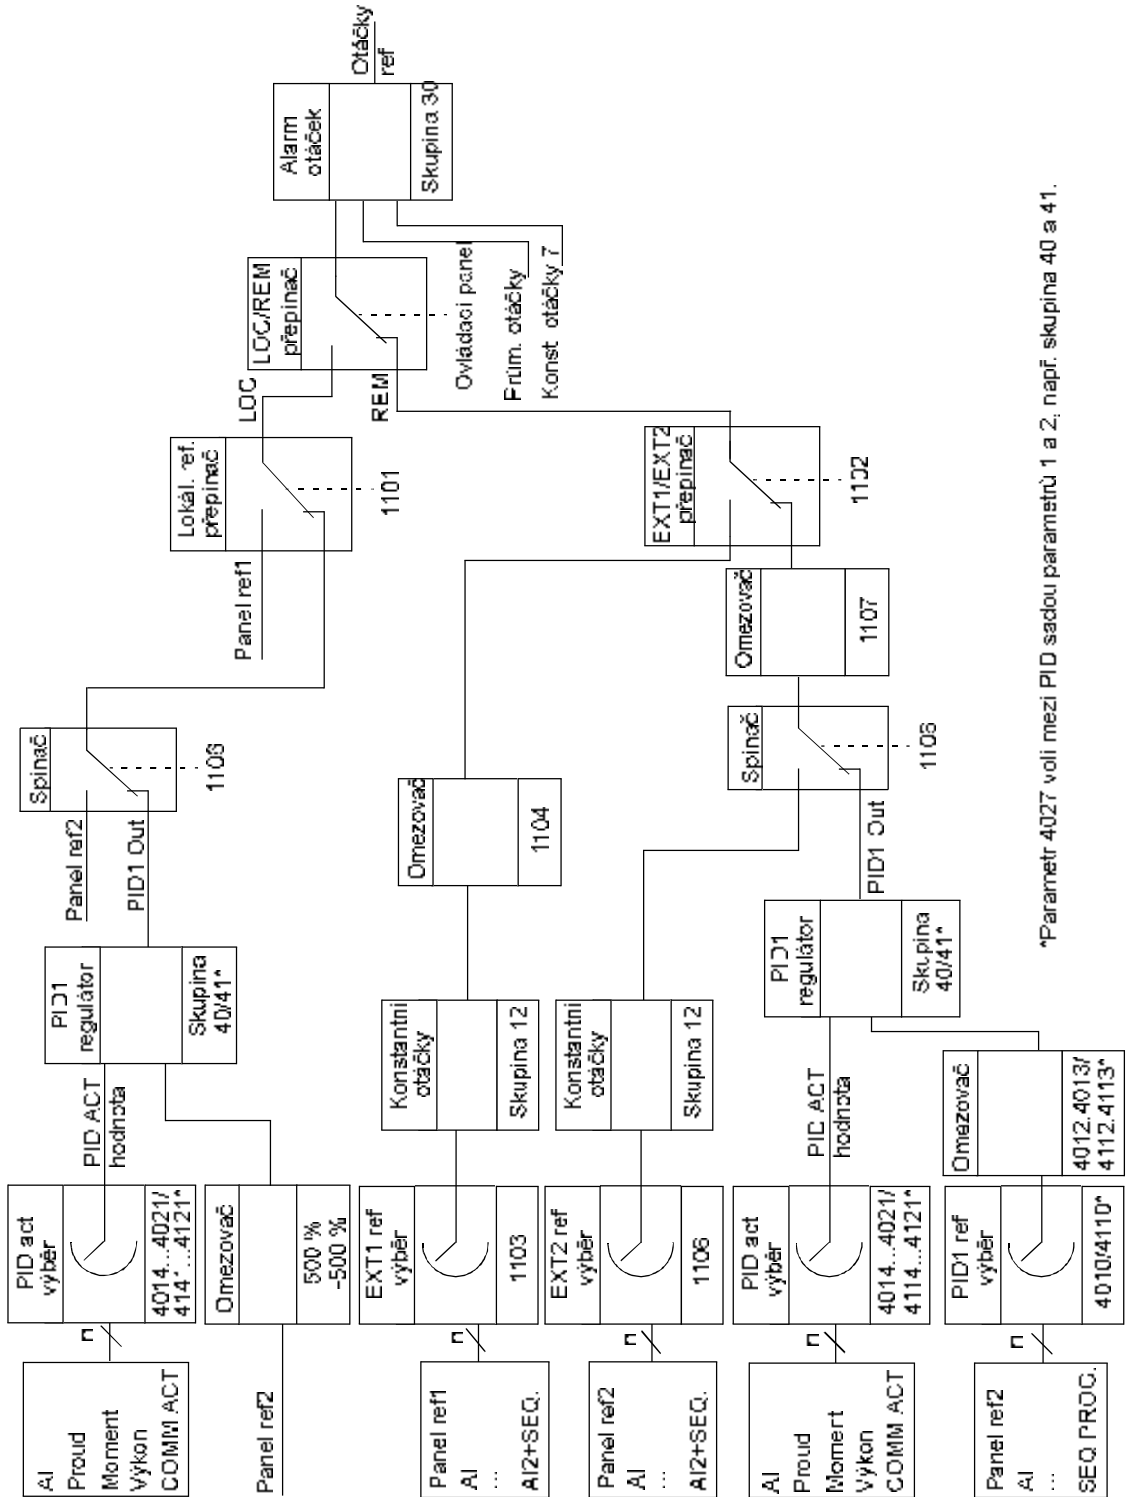 AI
Proud
Moment
Výkon
COMM ACT
n
PID act
výběr
4014...4021/
414*...4121*
PID ACT
hodnota
PID1
regulátor
Skupina
40/41*
Panel ref2
PID1 Out
Spínač
1106
Panel ref2
Omezovač
500 %
-500 %
Panel ref1
Lokál. ref.
přepínač
1101
LOC
REM
LOC/REM
přepínač
Ovládací panel
Prům. otáčky
Konst otáčky 7
Alarm
otáček
Skupina 30
Otáčky
ref
Panel ref1
AI
...
AI2+SEQ.
n
EXT1 ref
výběr
1103
Konstantní
otáčky
Skupina 12
Omezovač
1104
EXT1/EXT2
přepínač
1102
Panel ref2
AI
...
AI2+SEQ.
n
EXT2 ref
výběr
1106
Konstantní
otáčky
Skupina 12
Spínač
1106
Omezovač
1107
AI
Proud
Moment
Výkon
COMM ACT
n
PID act
výběr
4014...4021/
4114...4121*
PID ACT
hodnota
PID1
regulátor
Skupina
40/41*
PID1 Out
Panel ref2
AI
...
SEQ PROG.
n
PID1 ref
výběr
4010/4110*
Omezovač
4012.4013/
4112.4113*
*Parametr 4027 volí mezi PID sadou parametrů 1 a 2, např. skupina 40 a 41.